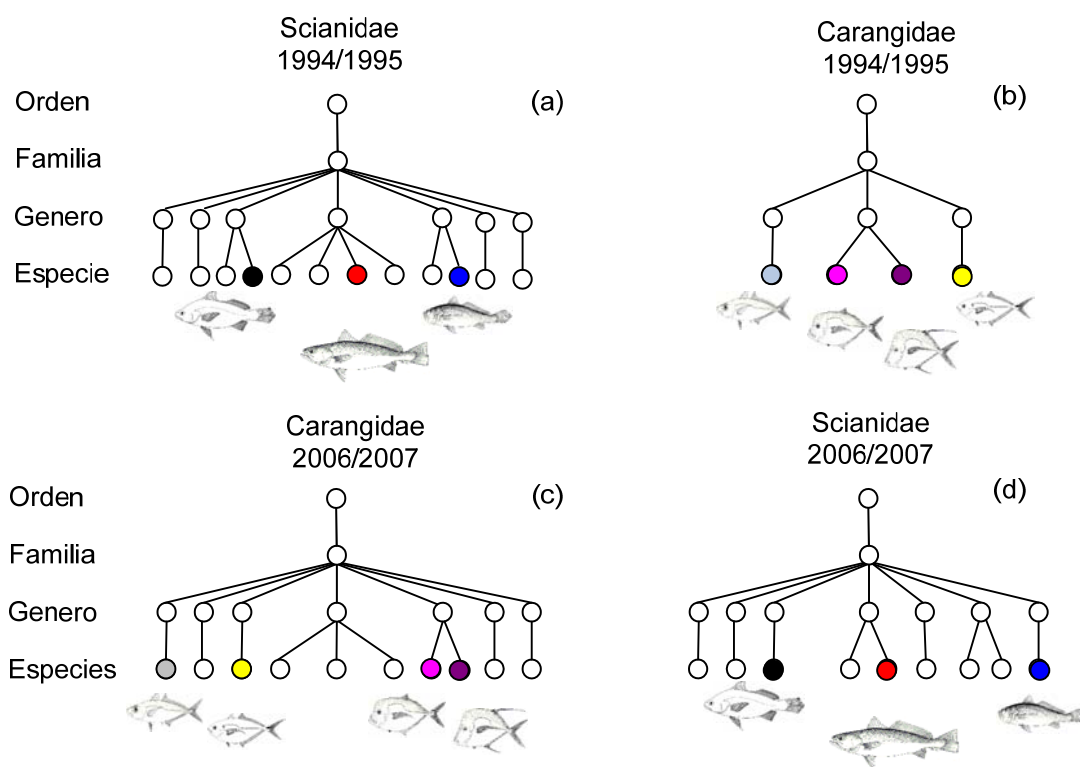 Scianidae
1994/1995
(a)
Orden
Familia
Genero
Especie
Carangidae
1994/1995
(b)
Carangidae
2006/2007
(c)
Orden
Familia
Genero
Especies
Scianidae
2006/2007
(d)